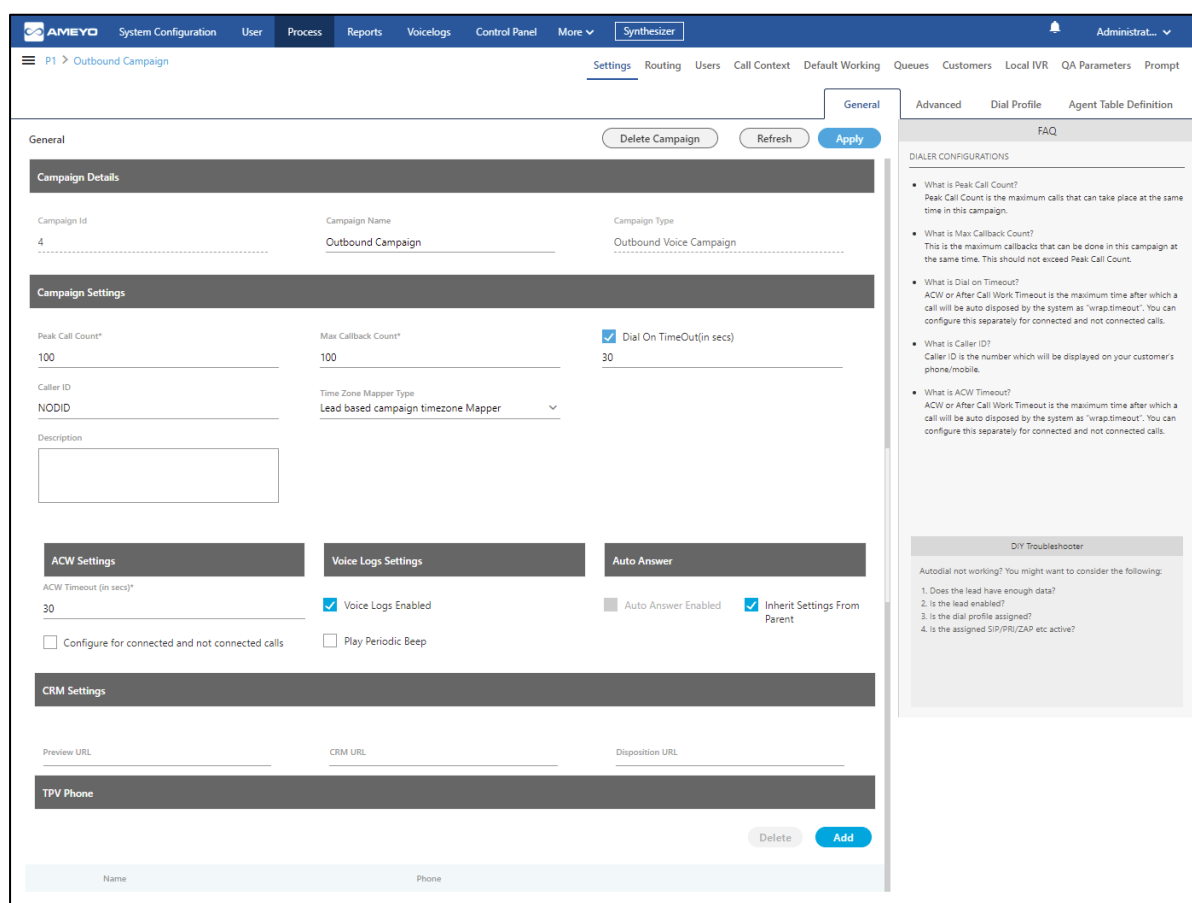 AMEYO System Configuration User Process Reports Voicelogs Control Panel More Synthesizer Administrat...
P1 > Outbound Campaign
Settings Routing Users Call Context Default Working Queues Customers Local IVR QA Parameters Prompt
General Advanced Dial Profile Agent Table Definition
General Delete Campaign Refresh Apply
Campaign Details
Campaign Id Campaign Name Campaign Type
4 Outbound Campaign Outbound Voice Campaign
Campaign Settings
Peak Call Count* Max Callback Count* Dial On TimeOut(in secs)
100 100 30
Caller ID Time Zone Mapper Type
NODID Lead based campaign timezone Mapper
Description
ACW Settings Voice Logs Settings Auto Answer
ACW Timeout (in secs)*
30 Voice Logs Enabled Auto Answer Enabled Inherit Settings From
Parent
Configure for connected and not connected calls Play Periodic Beep
CRM Settings
Preview URL CRM URL Disposition URL
TPV Phone
Delete Add
Name Phone
FAQ
DIALER CONFIGURATIONS
• What is Peak Call Count?
Peak Call Count is the maximum calls that can take place at the same
time in this campaign.
• What is Max Callback Count?
This is the maximum callbacks that can be done in this campaign at
the same time. This should not exceed Peak Call Count.
• What is Dial on Timeout?
ACW or After Call Work Timeout is the maximum time after which a
call will be auto disposed by the system as "wrap.timeout". You can
configure this separately for connected and not connected calls.
• What is Caller ID?
Caller ID is the number which will be displayed on your customer's
phone/mobile.
• What is ACW Timeout?
ACW or After Call Work Timeout is the maximum time after which a
call will be auto disposed by the system as "wrap.timeout". You can
configure this separately for connected and not connected calls.
DIY Troubleshooter
Autodial not working? You might want to consider the following:
1. Does the lead have enough data?
2. Is the lead enabled?
3. Is the dial profile assigned?
4. Is the assigned SIP/PRI/ZAP etc active?